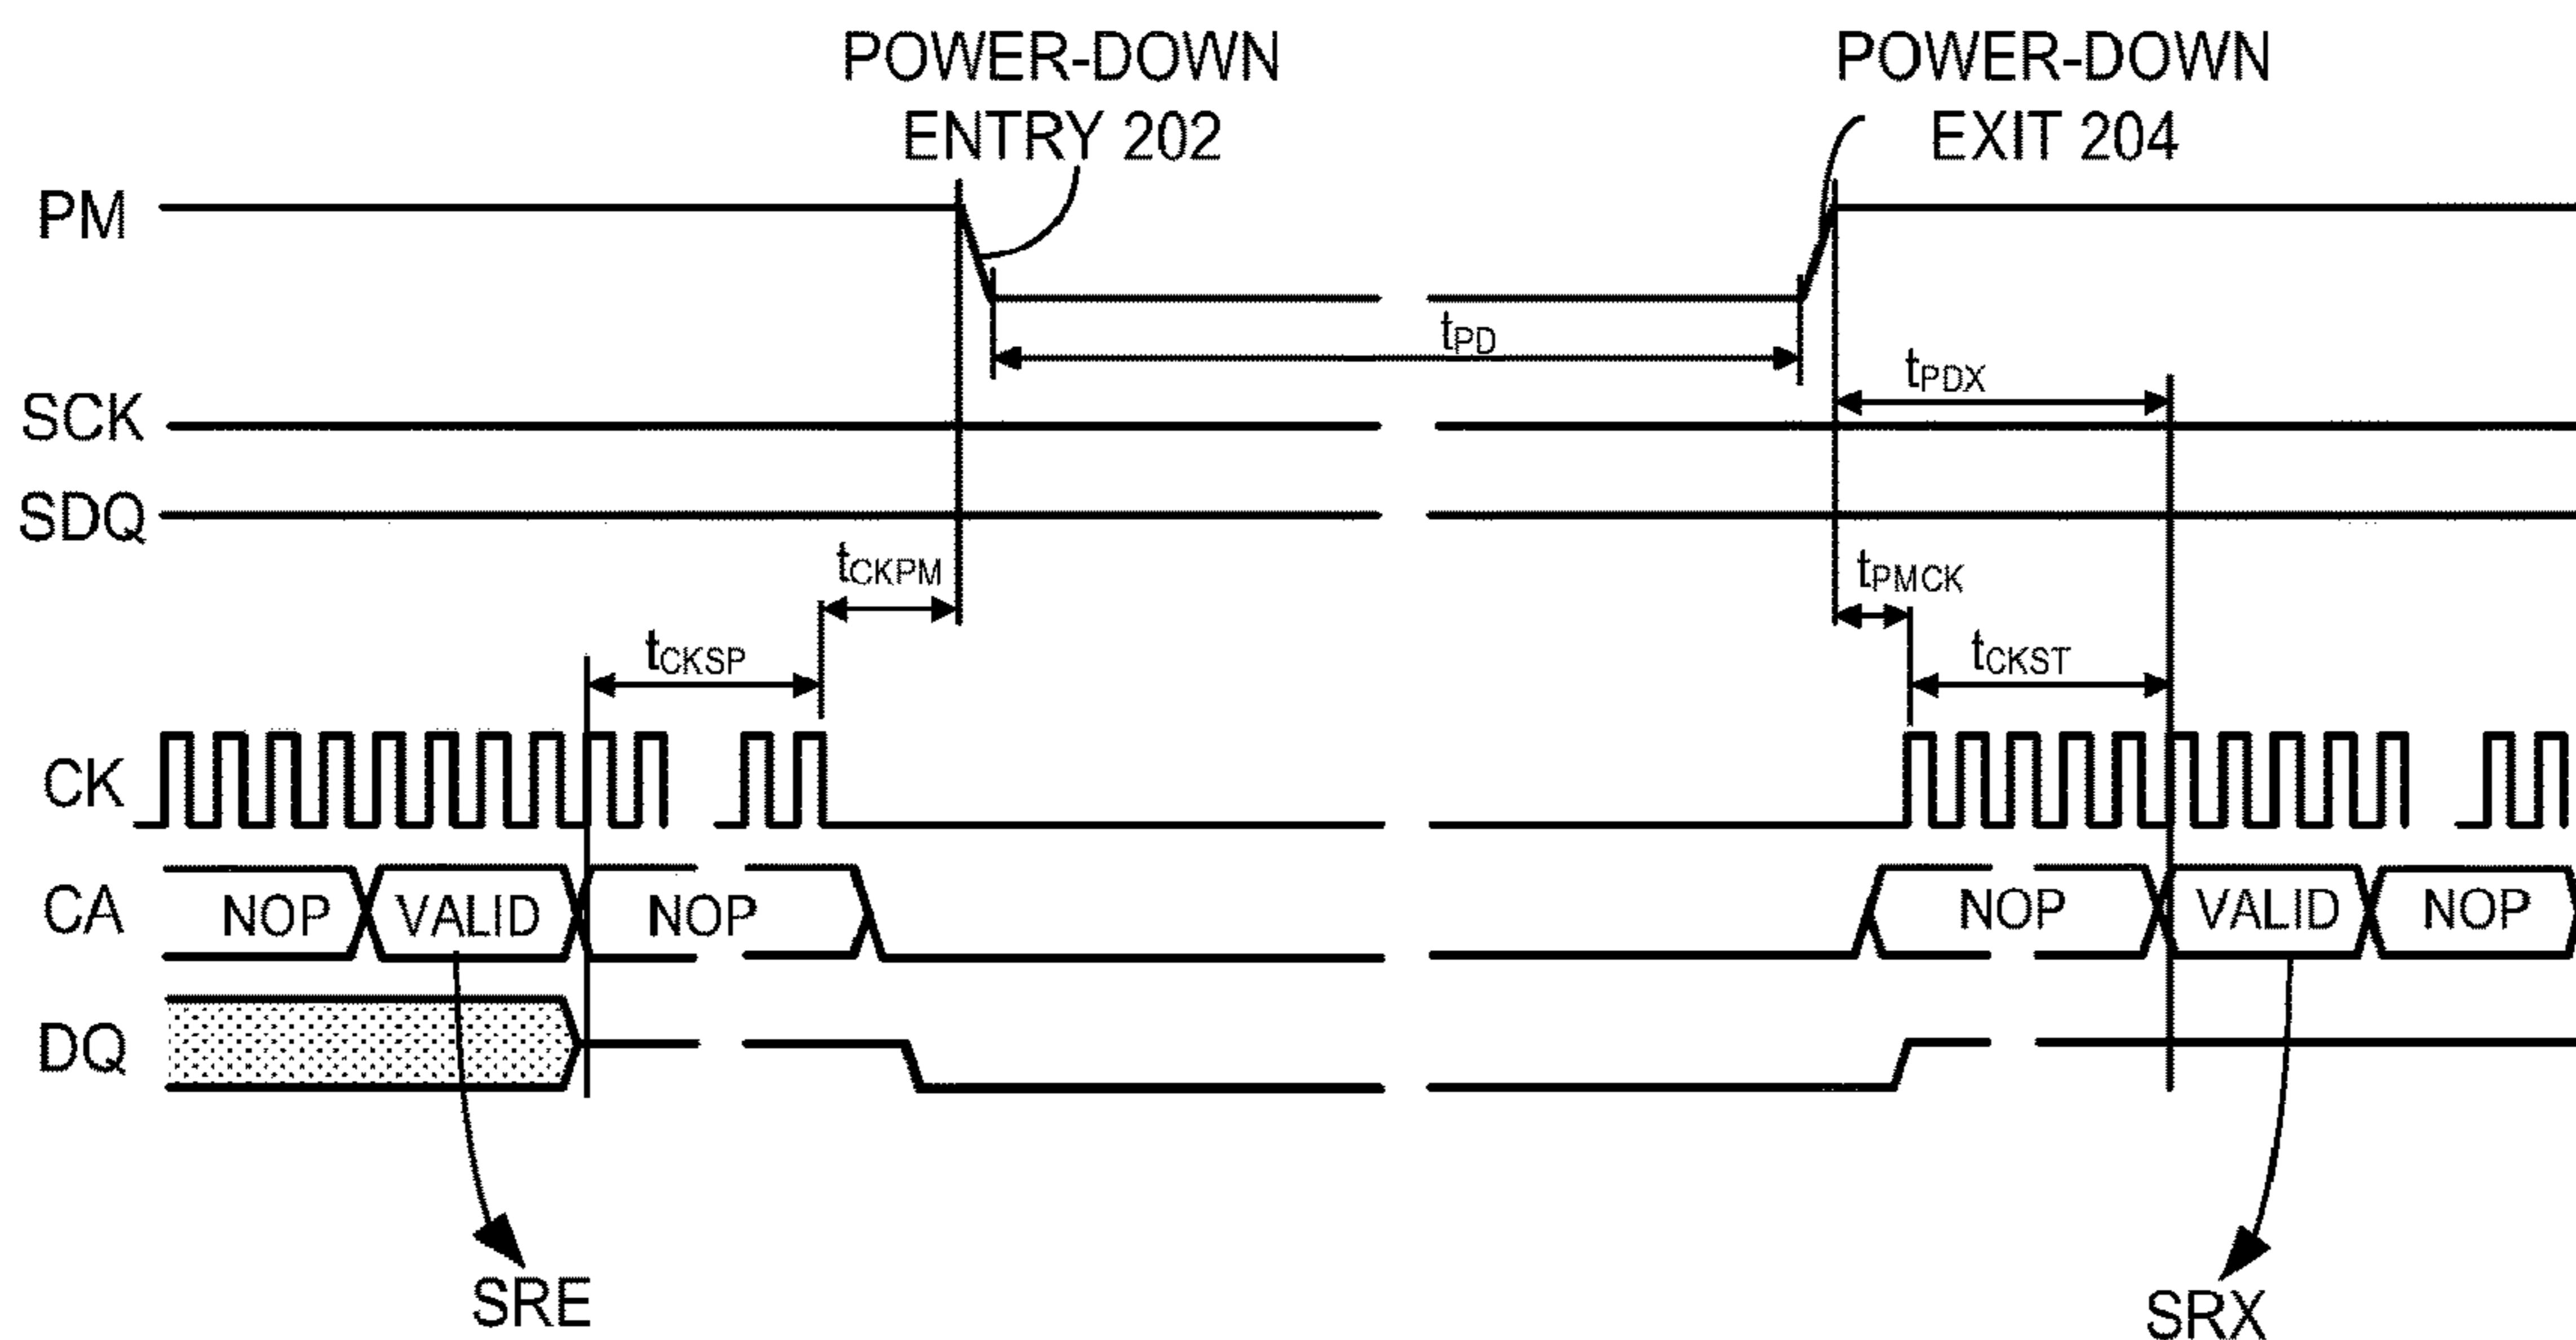 POWER-DOWN
ENTRY 202
POWER-DOWN
EXIT 204
PM
tPD
tPDX
SCK
SDQ
tCKPM
tPMCK
tCKSP
tCKST
CK
CA
NOP
VALID
NOP
NOP
VALID
NOP
DQ
SRE
SRX